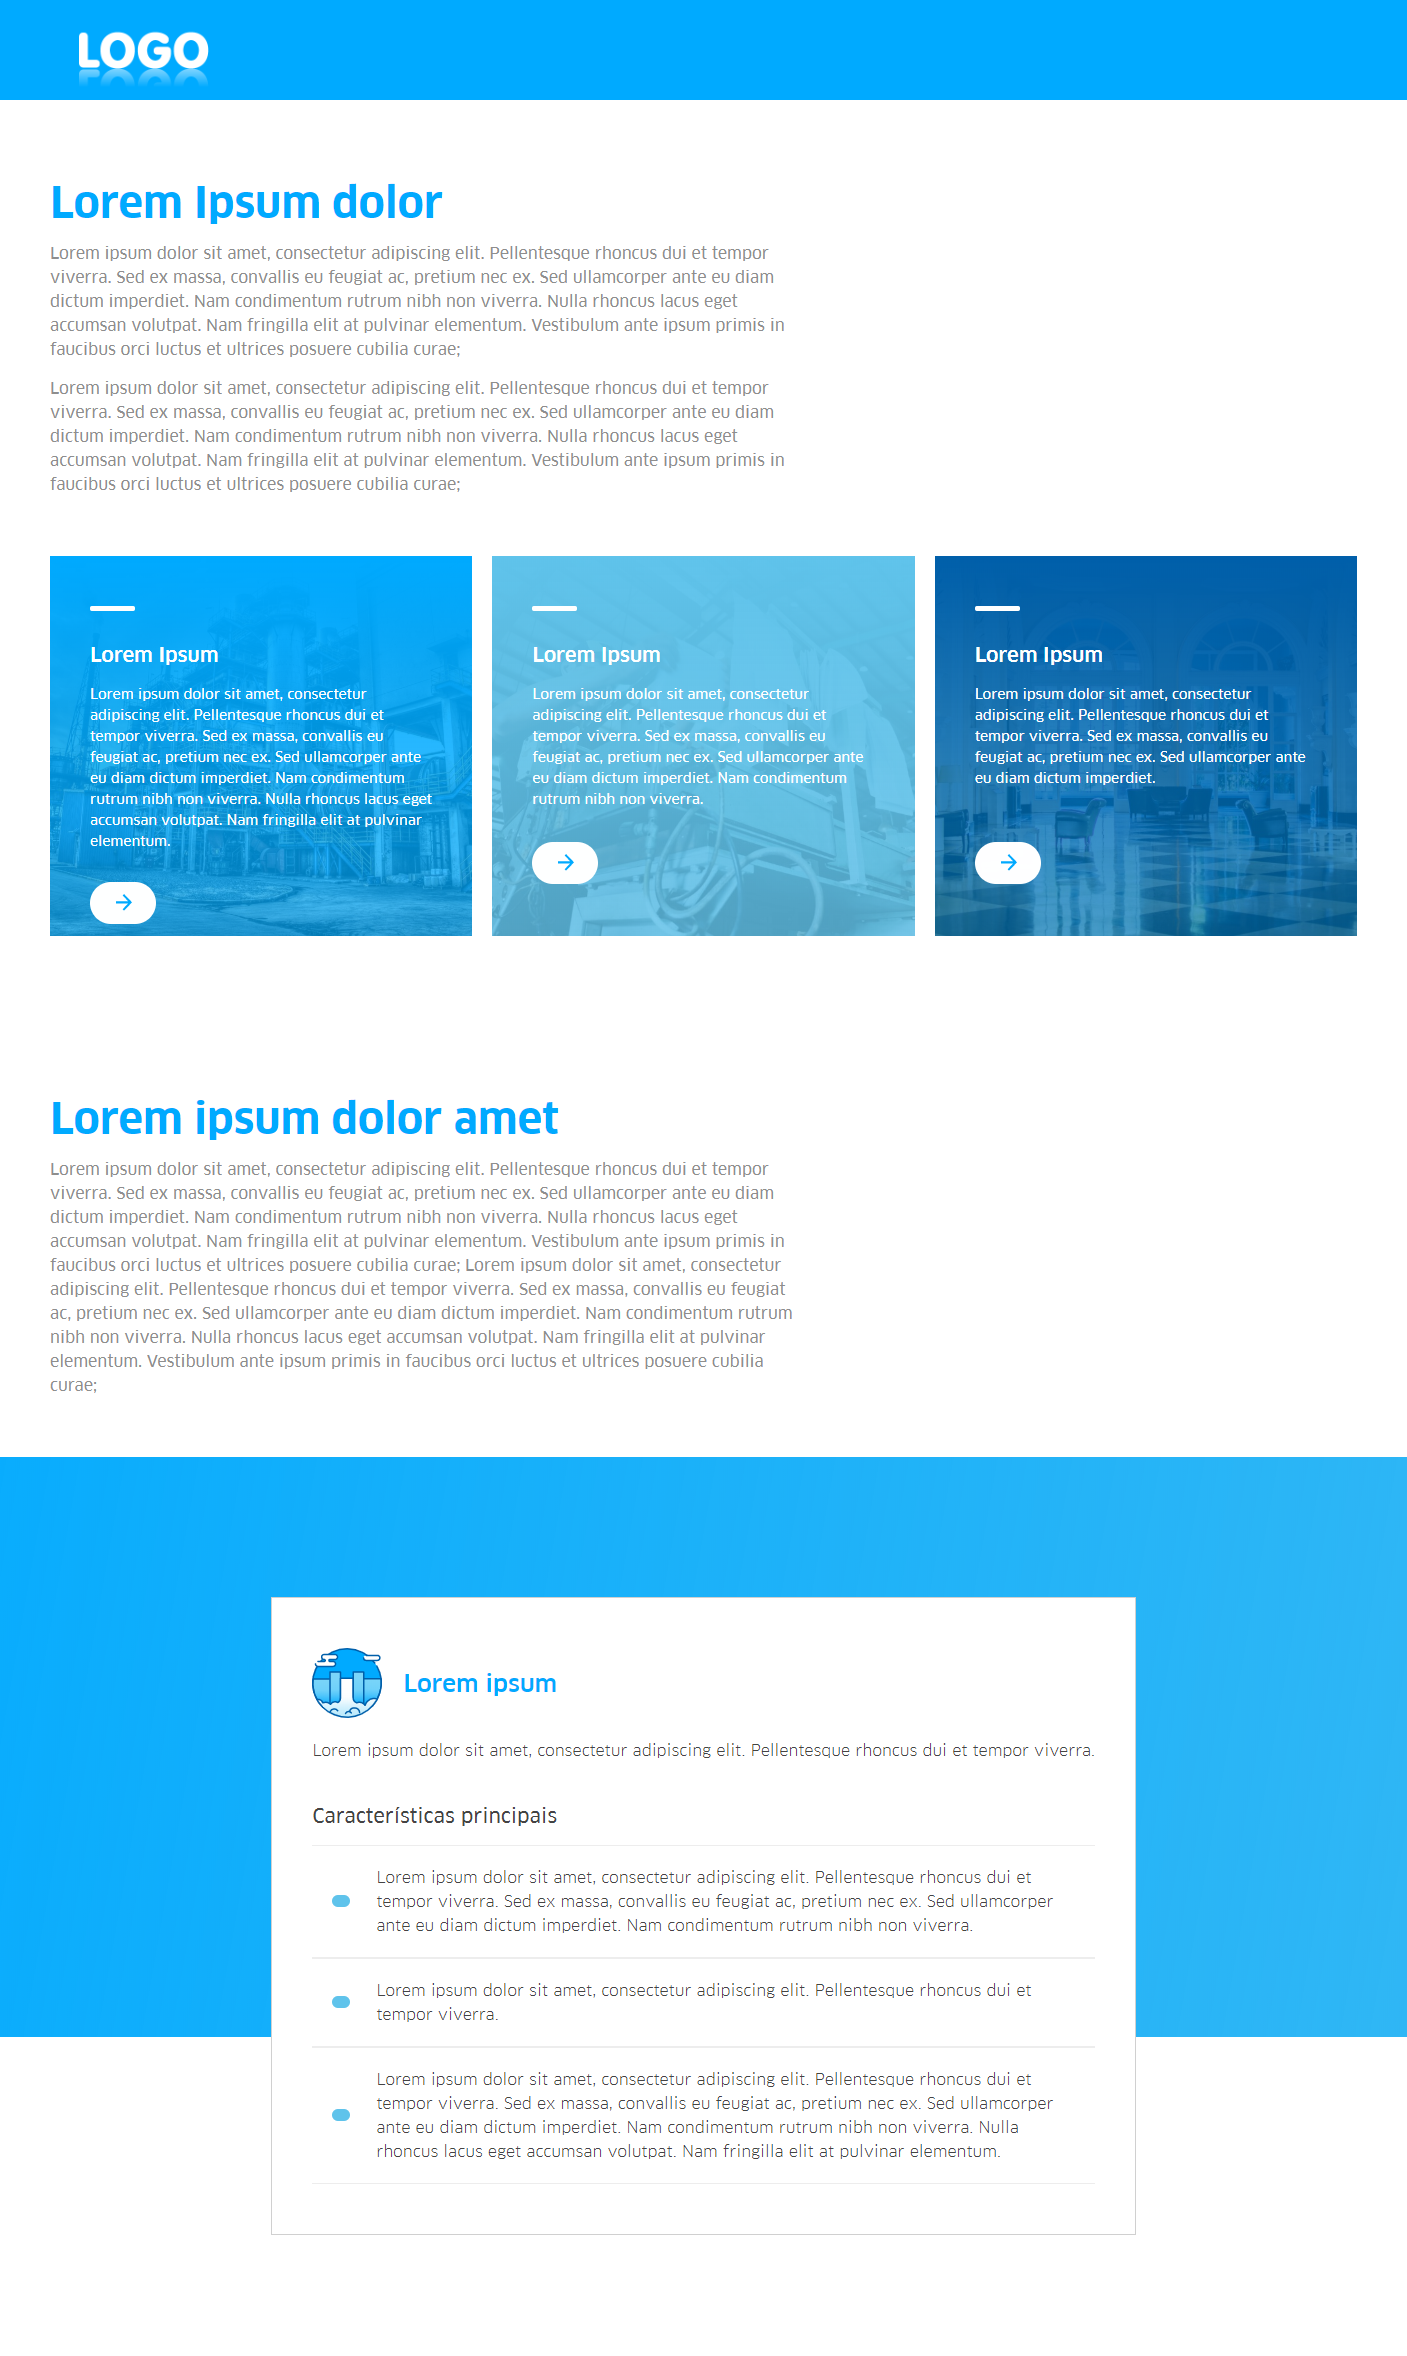 LOGO
Lorem Ipsum dolor
Lorem ipsum dolor sit amet, consectetur adipiscing elit. Pellentesque rhoncus dui et tempor
viverra. Sed ex massa, convallis eu feugiat ac, pretium nec ex. Sed ullamcorper ante eu diam
dictum imperdiet. Nam condimentum rutrum nibh non viverra. Nulla rhoncus lacus eget
accumsan volutpat. Nam fringilla elit at pulvinar elementum. Vestibulum ante ipsum primis in
faucibus orci luctus et ultrices posuere cubilia curae;
Lorem ipsum dolor sit amet, consectetur adipiscing elit. Pellentesque rhoncus dui et tempor
viverra. Sed ex massa, convallis eu feugiat ac, pretium nec ex. Sed ullamcorper ante eu diam
dictum imperdiet. Nam condimentum rutrum nibh non viverra. Nulla rhoncus lacus eget
accumsan volutpat. Nam fringilla elit at pulvinar elementum. Vestibulum ante ipsum primis in
faucibus orci luctus et ultrices posuere cubilia curae;
Lorem Ipsum
Lorem ipsum dolor sit amet, consectetur
adipiscing elit. Pellentesque rhoncus dui et
tempor viverra. Sed ex massa, convallis eu
feugiat ac, pretium nec ex. Sed ullamcorper ante
eu diam dictum imperdiet. Nam condimentum
rutrum nibh non viverra. Nulla rhoncus lacus eget
accumsan volutpat. Nam fringilla elit at pulvinar
elementum.
Lorem Ipsum
Lorem ipsum dolor sit amet, consectetur
adipiscing elit. Pellentesque rhoncus dui et
tempor viverra. Sed ex massa, convallis eu
feugiat ac, pretium nec ex. Sed ullamcorper ante
eu diam dictum imperdiet. Nam condimentum
rutrum nibh non viverra.
Lorem Ipsum
Lorem ipsum dolor sit amet, consectetur
adipiscing elit. Pellentesque rhoncus dui et
tempor viverra. Sed ex massa, convallis eu
feugiat ac, pretium nec ex. Sed ullamcorper ante
eu diam dictum imperdiet.
Lorem ipsum dolor amet
Lorem ipsum dolor sit amet, consectetur adipiscing elit. Pellentesque rhoncus dui et tempor
viverra. Sed ex massa, convallis eu feugiat ac, pretium nec ex. Sed ullamcorper ante eu diam
dictum imperdiet. Nam condimentum rutrum nibh non viverra. Nulla rhoncus lacus eget
accumsan volutpat. Nam fringilla elit at pulvinar elementum. Vestibulum ante ipsum primis in
faucibus orci luctus et ultrices posuere cubilia curae; Lorem ipsum dolor sit amet, consectetur
adipiscing elit. Pellentesque rhoncus dui et tempor viverra. Sed ex massa, convallis eu feugiat
ac, pretium nec ex. Sed ullamcorper ante eu diam dictum imperdiet. Nam condimentum rutrum
nibh non viverra. Nulla rhoncus lacus eget accumsan volutpat. Nam fringilla elit at pulvinar
elementum. Vestibulum ante ipsum primis in faucibus orci luctus et ultrices posuere cubilia
curae;
Lorem ipsum
Lorem ipsum dolor sit amet, consectetur adipiscing elit. Pellentesque rhoncus dui et tempor viverra.
Características principais
Lorem ipsum dolor sit amet, consectetur adipiscing elit. Pellentesque rhoncus dui et
tempor viverra. Sed ex massa, convallis eu feugiat ac, pretium nec ex. Sed ullamcorper
ante eu diam dictum imperdiet. Nam condimentum rutrum nibh non viverra.
Lorem ipsum dolor sit amet, consectetur adipiscing elit. Pellentesque rhoncus dui et
tempor viverra.
Lorem ipsum dolor sit amet, consectetur adipiscing elit. Pellentesque rhoncus dui et
tempor viverra. Sed ex massa, convallis eu feugiat ac, pretium nec ex. Sed ullamcorper
ante eu diam dictum imperdiet. Nam condimentum rutrum nibh non viverra. Nulla
rhoncus lacus eget accumsan volutpat. Nam fringilla elit at pulvinar elementum.